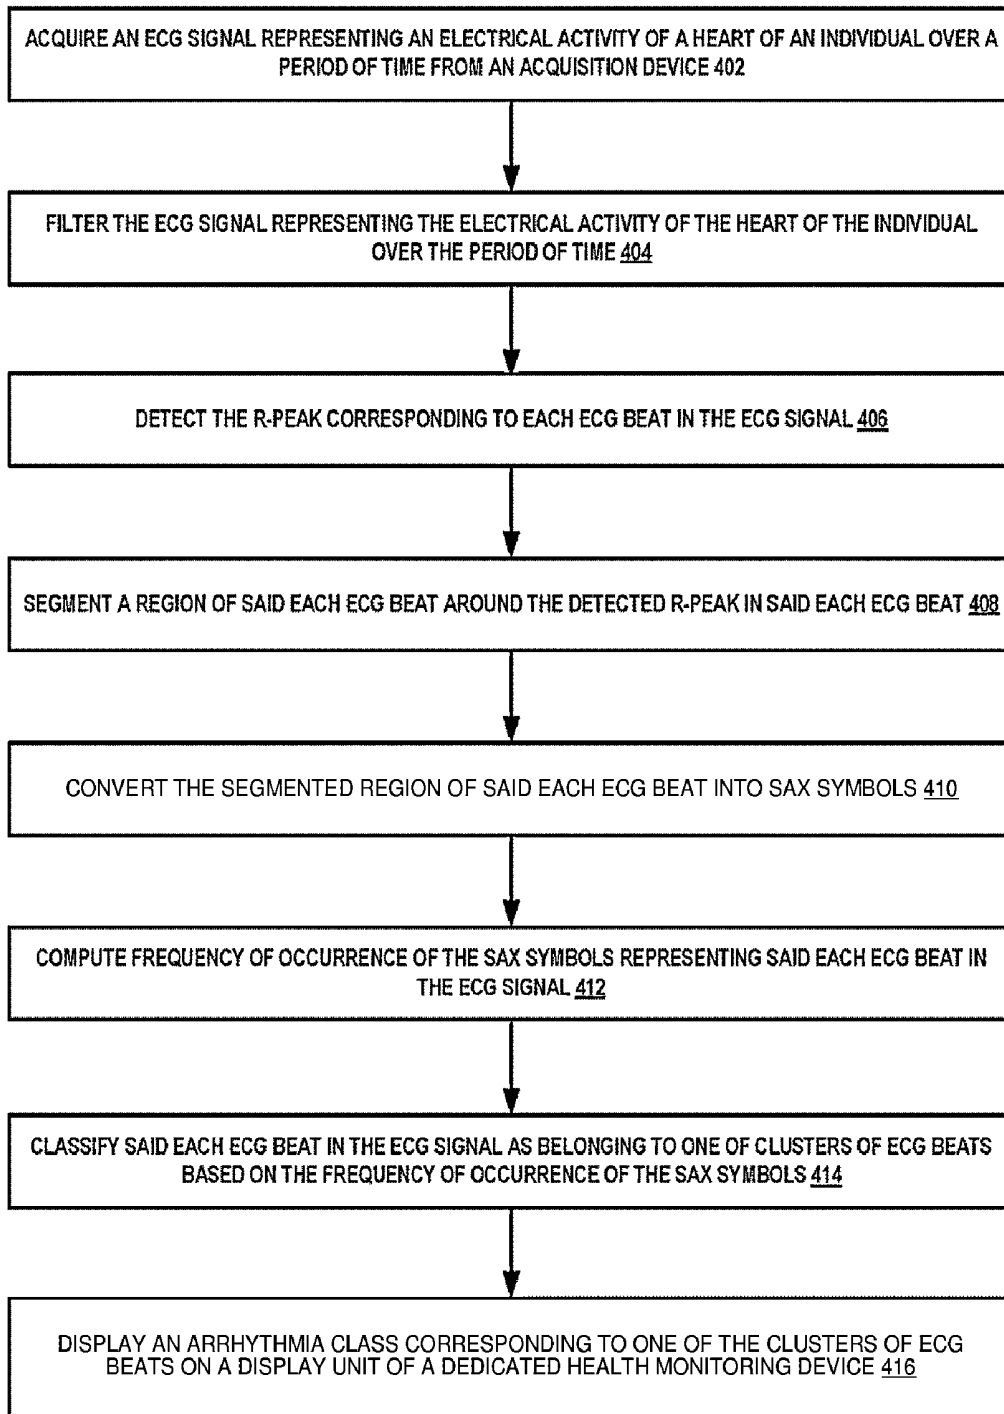 ACQUIRE AN ECG SIGNAL REPRESENTING AN ELECTRICAL ACTIVITY OF A HEART OF AN INDIVIDUAL OVER A
PERIOD OF TIME FROM AN ACQUISITION DEVICE 402
FILTER THE ECG SIGNAL REPRESENTING THE ELECTRICAL ACTIVITY OF THE HEART OF THE INDIVIDUAL
OVER THE PERIOD OF TIME 404
DETECT THE R-PEAK CORRESPONDING TO EACH ECG BEAT IN THE ECG SIGNAL 406
SEGMENT A REGION OF SAID EACH ECG BEAT AROUND THE DETECTED R-PEAK IN SAID EACH ECG BEAT 408
CONVERT THE SEGMENTED REGION OF SAID EACH ECG BEAT INTO SAX SYMBOLS 410
COMPUTE FREQUENCY OF OCCURRENCE OF THE SAX SYMBOLS REPRESENTING SAID EACH ECG BEAT IN
THE ECG SIGNAL 412
CLASSIFY SAID EACH ECG BEAT IN THE ECG SIGNAL AS BELONGING TO ONE OF CLUSTERS OF ECG BEATS
BASED ON THE FREQUENCY OF OCCURRENCE OF THE SAX SYMBOLS 414
DISPLAY AN ARRHYTHMIA CLASS CORRESPONDING TO ONE OF THE CLUSTERS OF ECG
BEATS ON A DISPLAY UNIT OF A DEDICATED HEALTH MONITORING DEVICE 416